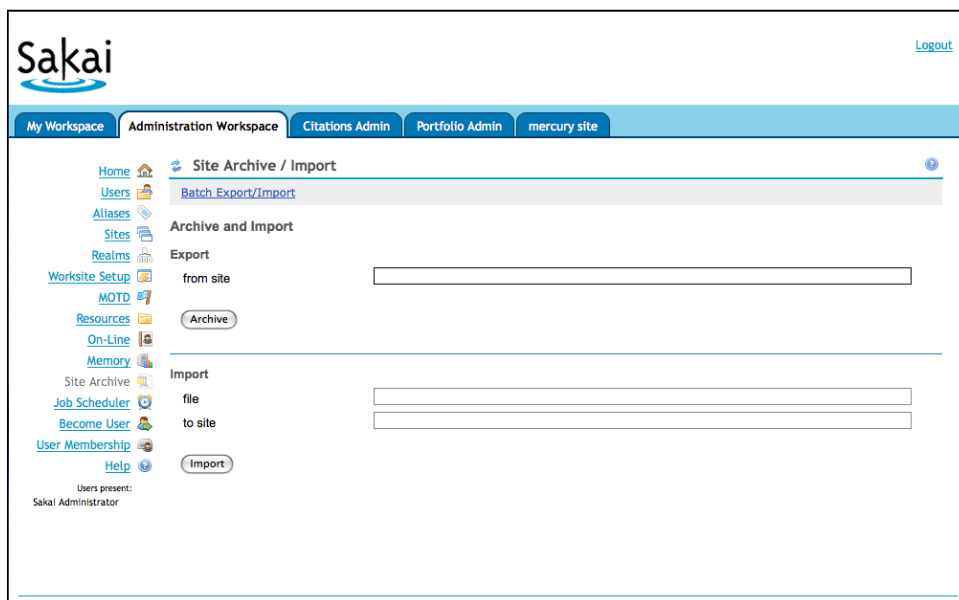 Sakai
Logout
My Workspace Administration Workspace Citations Admin Portfolio Admin mercury site
Home
Users
Aliases
Sites
Realms
Worksite Setup
MOTD
Resources
On-Line
Memory
Site Archive
Job Scheduler
Become User
User Membership
Help
Users present:
Sakai Administrator
Site Archive / Import
Batch Export/Import
Archive and Import
Export
from site
Archive
Import
file
to site
Import